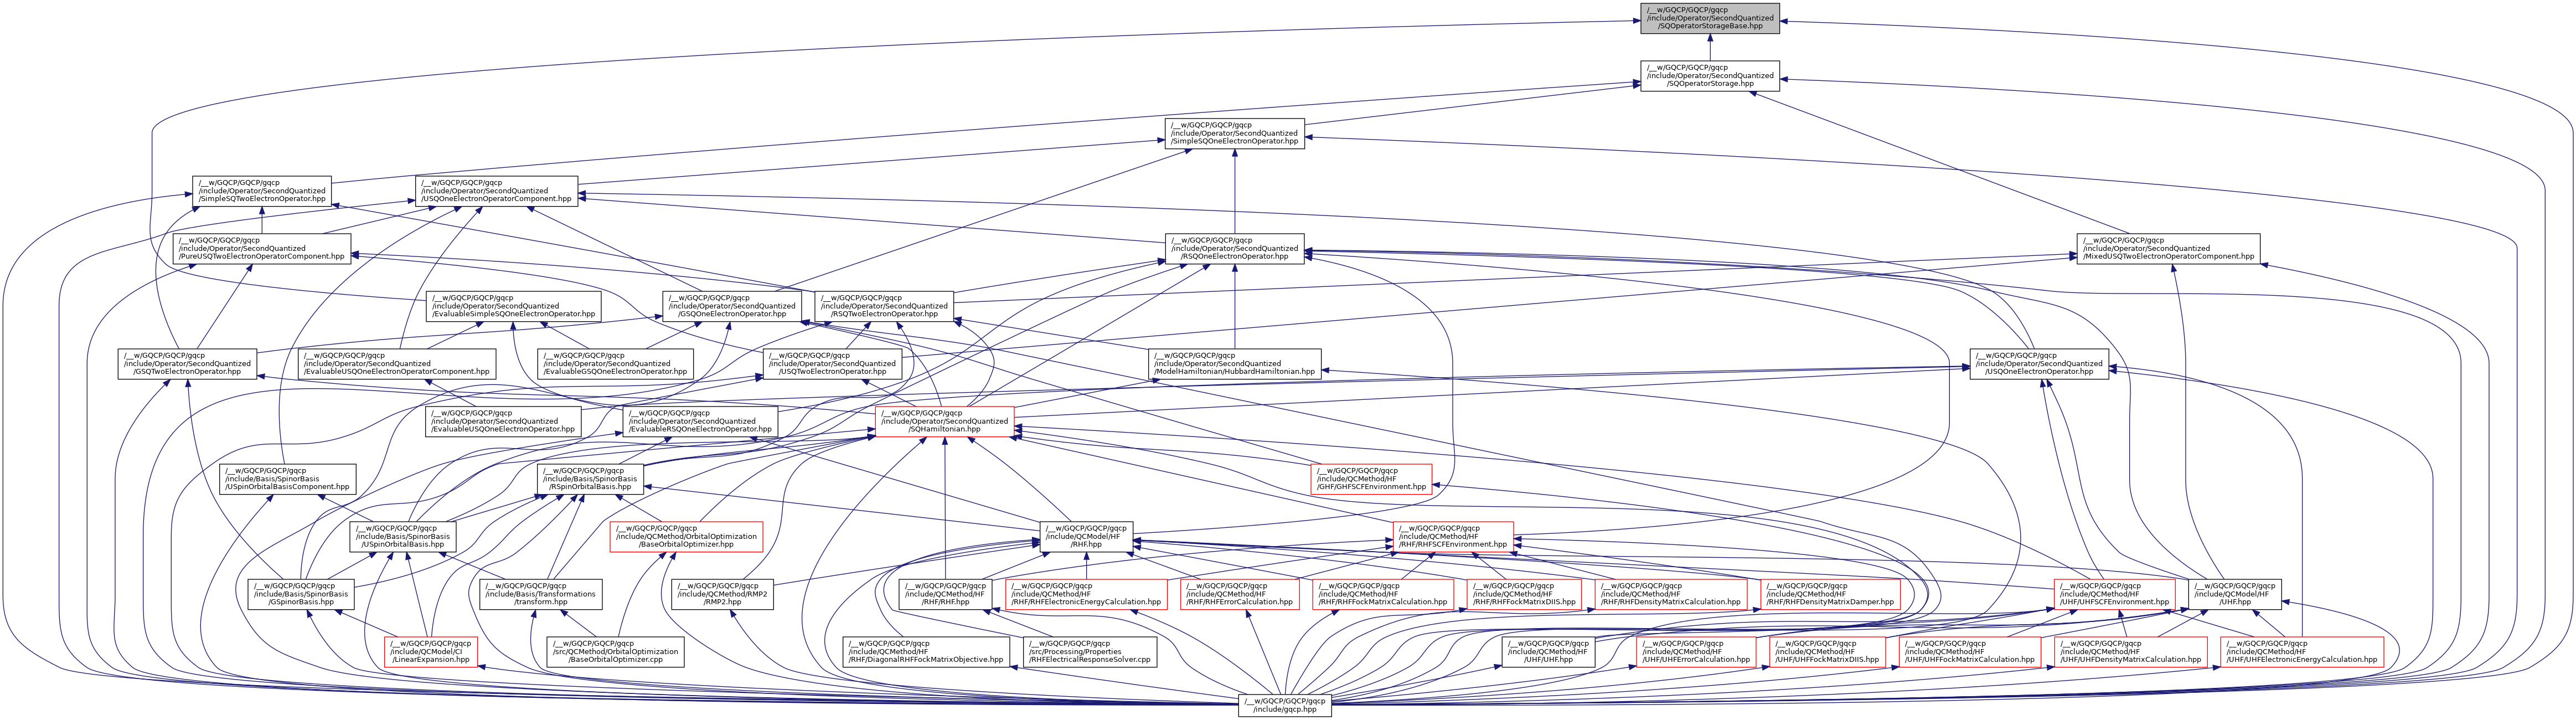 /__w/GQCP/GQCP/gqcp
/include/Operator/SecondQuantized
/SQOperatorStorageBase.hpp
/__w/GQCP/GQCP/gqcp
/include/Operator/SecondQuantized
/SQOperatorStorage.hpp
/__w/GQCP/GQCP/gqcp
/include/Operator/SecondQuantized
/SimpleSQOneElectronOperator.hpp
/__w/GQCP/GQCP/gqcp
/include/Operator/SecondQuantized
/SimpleSQTwoElectronOperator.hpp
/__w/GQCP/GQCP/gqcp
/include/Operator/SecondQuantized
/USQOneElectronOperatorComponent.hpp
/__w/GQCP/GQCP/gqcp
/include/Operator/SecondQuantized
/PureUSQTwoElectronOperatorComponent.hpp
/__w/GQCP/GQCP/gqcp
/include/Operator/SecondQuantized
/RSQOneElectronOperator.hpp
/__w/GQCP/GQCP/gqcp
/include/Operator/SecondQuantized
/MixedUSQTwoElectronOperatorComponent.hpp
/__w/GQCP/GQCP/gqcp
/include/Operator/SecondQuantized
/EvaluableSimpleSQOneElectronOperator.hpp
/__w/GQCP/GQCP/gqcp
/include/Operator/SecondQuantized
/GSQOneElectronOperator.hpp
/__w/GQCP/GQCP/gqcp
/include/Operator/SecondQuantized
/RSQTwoElectronOperator.hpp
/__w/GQCP/GQCP/gqcp
/include/Operator/SecondQuantized
/GSQTwoElectronOperator.hpp
/__w/GQCP/GQCP/gqcp
/include/Operator/SecondQuantized
/EvaluableUSQOneElectronOperatorComponent.hpp
/__w/GQCP/GQCP/gqcp
/include/Operator/SecondQuantized
/EvaluableGSQOneElectronOperator.hpp
/__w/GQCP/GQCP/gqcp
/include/Operator/SecondQuantized
/USQTwoElectronOperator.hpp
/__w/GQCP/GQCP/gqcp
/include/Operator/SecondQuantized
/ModelHamiltonian/HubbardHamiltonian.hpp
/__w/GQCP/GQCP/gqcp
/include/Operator/SecondQuantized
/USQOneElectronOperator.hpp
/__w/GQCP/GQCP/gqcp
/include/Operator/SecondQuantized
/EvaluableUSQOneElectronOperator.hpp
/__w/GQCP/GQCP/gqcp
/include/Operator/SecondQuantized
/EvaluableRSQOneElectronOperator.hpp
/__w/GQCP/GQCP/gqcp
/include/Operator/SecondQuantized
/SQHamiltonian.hpp
/__w/GQCP/GQCP/gqcp
/include/Basis/SpinorBasis
/USpinOrbitalBasisComponent.hpp
/__w/GQCP/GQCP/gqcp
/include/Basis/SpinorBasis
/RSpinOrbitalBasis.hpp
/__w/GQCP/GQCP/gqcp
/include/QCMethod/HF
/GHF/GHFSCFEnvironment.hpp
/__w/GQCP/GQCP/gqcp
/include/Basis/SpinorBasis
/USpinOrbitalBasis.hpp
/__w/GQCP/GQCP/gqcp
/include/QCMethod/OrbitalOptimization
/BaseOrbitalOptimizer.hpp
/__w/GQCP/GQCP/gqcp
/include/QCModel/HF
/RHF.hpp
/__w/GQCP/GQCP/gqcp
/include/QCMethod/HF
/RHF/RHFSCFEnvironment.hpp
/__w/GQCP/GQCP/gqcp
/include/Basis/SpinorBasis
/GSpinorBasis.hpp
/__w/GQCP/GQCP/gqcp
/include/Basis/Transformations
/transform.hpp
/__w/GQCP/GQCP/gqcp
/include/QCMethod/RMP2
/RMP2.hpp
/__w/GQCP/GQCP/gqcp
/include/QCMethod/HF
/RHF/RHF.hpp
/__w/GQCP/GQCP/gqcp
/include/QCMethod/HF
/RHF/RHFElectronicEnergyCalculation.hpp
/__w/GQCP/GQCP/gqcp
/include/QCMethod/HF
/RHF/RHFErrorCalculation.hpp
/__w/GQCP/GQCP/gqcp
/include/QCMethod/HF
/RHF/RHFFockMatrixCalculation.hpp
/__w/GQCP/GQCP/gqcp
/include/QCMethod/HF
/RHF/RHFFockMatrixDIIS.hpp
/__w/GQCP/GQCP/gqcp
/include/QCMethod/HF
/RHF/RHFDensityMatrixCalculation.hpp
/__w/GQCP/GQCP/gqcp
/include/QCMethod/HF
/RHF/RHFDensityMatrixDamper.hpp
/__w/GQCP/GQCP/gqcp
/include/QCMethod/HF
/UHF/UHFSCFEnvironment.hpp
/__w/GQCP/GQCP/gqcp
/include/QCModel/HF
/UHF.hpp
/__w/GQCP/GQCP/gqcp
/include/QCModel/CI
/LinearExpansion.hpp
/__w/GQCP/GQCP/gqcp
/src/QCMethod/OrbitalOptimization
/BaseOrbitalOptimizer.cpp
/__w/GQCP/GQCP/gqcp
/include/QCMethod/HF
/RHF/DiagonalRHFFockMatrixObjective.hpp
/__w/GQCP/GQCP/gqcp
/src/Processing/Properties
/RHFElectricalResponseSolver.cpp
/__w/GQCP/GQCP/gqcp
/include/QCMethod/HF
/UHF/UHF.hpp
/__w/GQCP/GQCP/gqcp
/include/QCMethod/HF
/UHF/UHFErrorCalculation.hpp
/__w/GQCP/GQCP/gqcp
/include/QCMethod/HF
/UHF/UHFFockMatrixDIIS.hpp
/__w/GQCP/GQCP/gqcp
/include/QCMethod/HF
/UHF/UHFFockMatrixCalculation.hpp
/__w/GQCP/GQCP/gqcp
/include/QCMethod/HF
/UHF/UHFDensityMatrixCalculation.hpp
/__w/GQCP/GQCP/gqcp
/include/QCMethod/HF
/UHF/UHFElectronicEnergyCalculation.hpp
/__w/GQCP/GQCP/gqcp
/include/gqcp.hpp